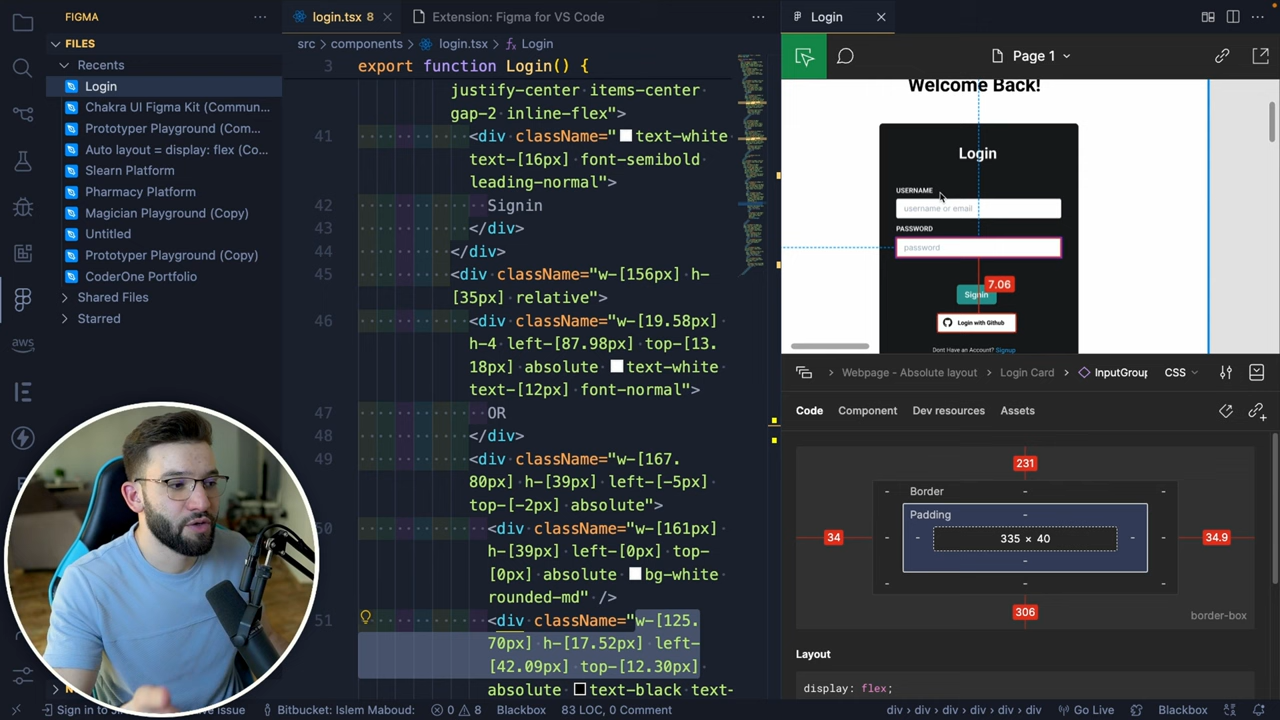 FIGMA
FILES
Recents
Login
Chakra UI Figma Kit (Commun...
Prototyper Playground (Com...
Auto layout = display: flex (Co...
Slearn Platform
Pharmacy Platform
Magician Playground (Copy)
Untitled
Prototyper Playground (Copy)
CoderOne Portfolio
Shared Files
Starred
aws
login.tsx 8
Extension: Figma for VS Code
src > components > login.tsx > Login
3 export function Login() {
justify-center items-center
gap-2 inline-flex">
41 <div className="text-white
text-[16px] font-semibold
leading-normal">
42 Signin
43 </div>
44 </div>
45 <div className="w-[156px] h-
[35px] relative">
46 <div className="w-[19.58px]
h-4 left-[87.98px] top-[13.
18px] absolute text-white
text-[12px] font-normal">
47 OR
48 </div>
49 <div className="w-[167.
80px] h-[39px] left-[-5px]
top-[-2px] absolute">
50 <div className="w-[161px]
h-[39px] left-[0px] top-
[0px] absolute bg-white
rounded-md" />
51 <div className="w-[125.
70px] h-[17.52px] left-
[42.09px] top-[12.30px]
absolute text-black text-
Login
Page 1
Welcome Back!
Login
USERNAME
username or email
PASSWORD
password
7.06
Signin
Login with Github
Dont Have an Account? Signup
Webpage - Absolute layout > Login Card > InputGroup
CSS
Code Component Dev resources Assets
231
Border -
Padding -
34 335 × 40 34.9
306
border-box
Layout
display: flex;
Bitbucket: Islem Maboud:
0 8
Blackbox
83 LOC, 0 Comment
div > div > div > div > div
Go Live
Blackbox